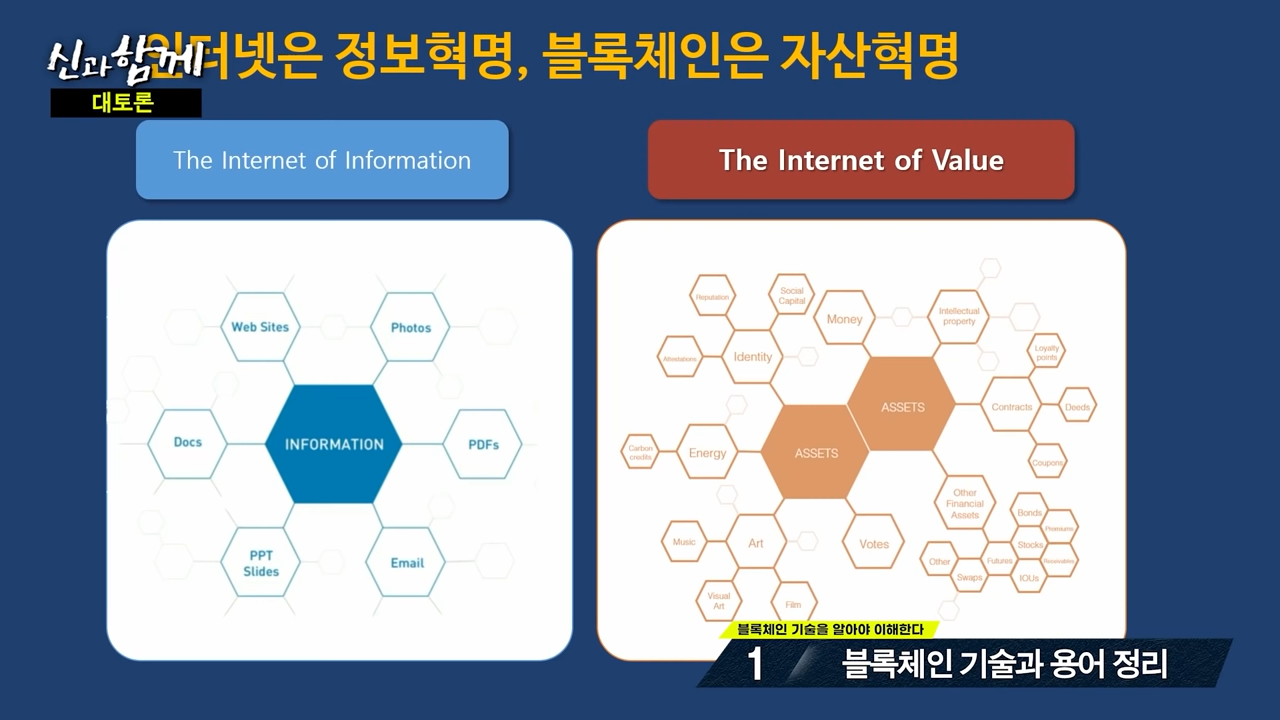 인터넷은 정보혁명, 블록체인은 자산혁명
신과함께
대토론
The Internet of Information
The Internet of Value
Web Sites
Photos
Docs
INFORMATION
PDFs
PPT
Slides
Email
Reputation
Social
Capital
Money
Intellectual
property
Attestations
Identity
Loyalty
points
ASSETS
Contracts
Deeds
Carbon
credits
Energy
ASSETS
Coupons
Other
Financial
Assets
Music
Art
Votes
Bonds
Premiums
Stocks
Other
Futures
Receivables
Swaps
IOUs
Visual
Art
Film
블록체인 기술을 알아야 이해한다
1 블록체인 기술과 용어 정리